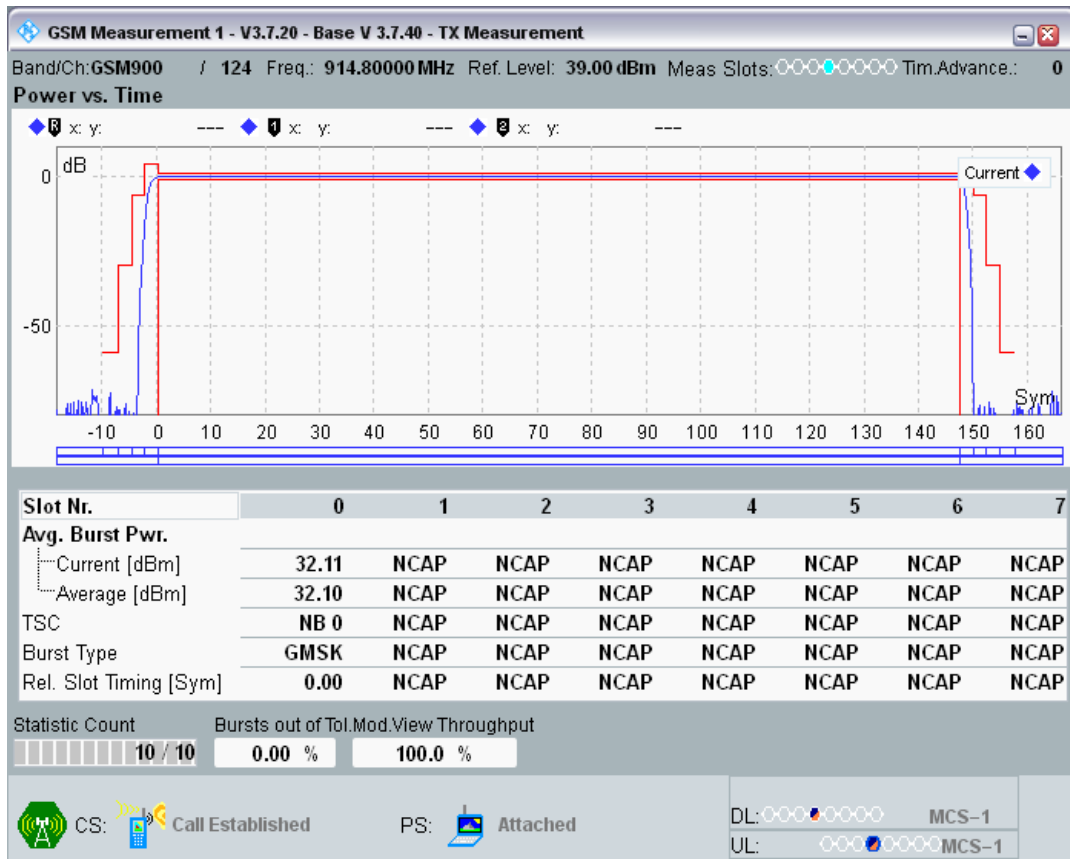 GSM Measurement 1 - V3.7.20 - Base V 3.7.40 - TX Measurement
Band/Ch:GSM900 / 124 Freq.: 914.80000 MHz Ref. Level: 39.00 dBm Meas Slots: Tim.Advance.: 0
Power vs. Time
R x: y: --- 1 x: y: --- 2 x: y: ---
dB
Current
0
-50
Sym
-10 0 10 20 30 40 50 60 70 80 90 100 110 120 130 140 150 160
Slot Nr. 0 1 2 3 4 5 6 7
Avg. Burst Pwr.
Current [dBm] 32.11 NCAP NCAP NCAP NCAP NCAP NCAP NCAP
Average [dBm] 32.10 NCAP NCAP NCAP NCAP NCAP NCAP NCAP
TSC NB 0 NCAP NCAP NCAP NCAP NCAP NCAP NCAP
Burst Type GMSK NCAP NCAP NCAP NCAP NCAP NCAP NCAP
Rel. Slot Timing [Sym] 0.00 NCAP NCAP NCAP NCAP NCAP NCAP NCAP
Statistic Count Bursts out of Tol.Mod.View Throughput
10 / 10 0.00 % 100.0 %
CS: Call Established PS: Attached
DL: MCS-1
UL: MCS-1